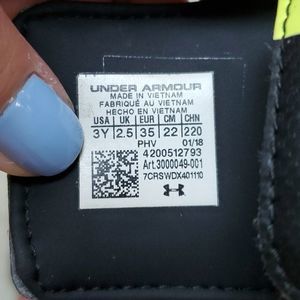 UNDER ARMOUR
MADE IN VIETNAM
FABRIQUÉ AU VIETNAM
HECHO EN VIETNAM
USA UK EUR CM CHN
3Y 2.5 35 22 220
PHV 01/18
4200512793
Art.3000049-001
7CRSWDX401110